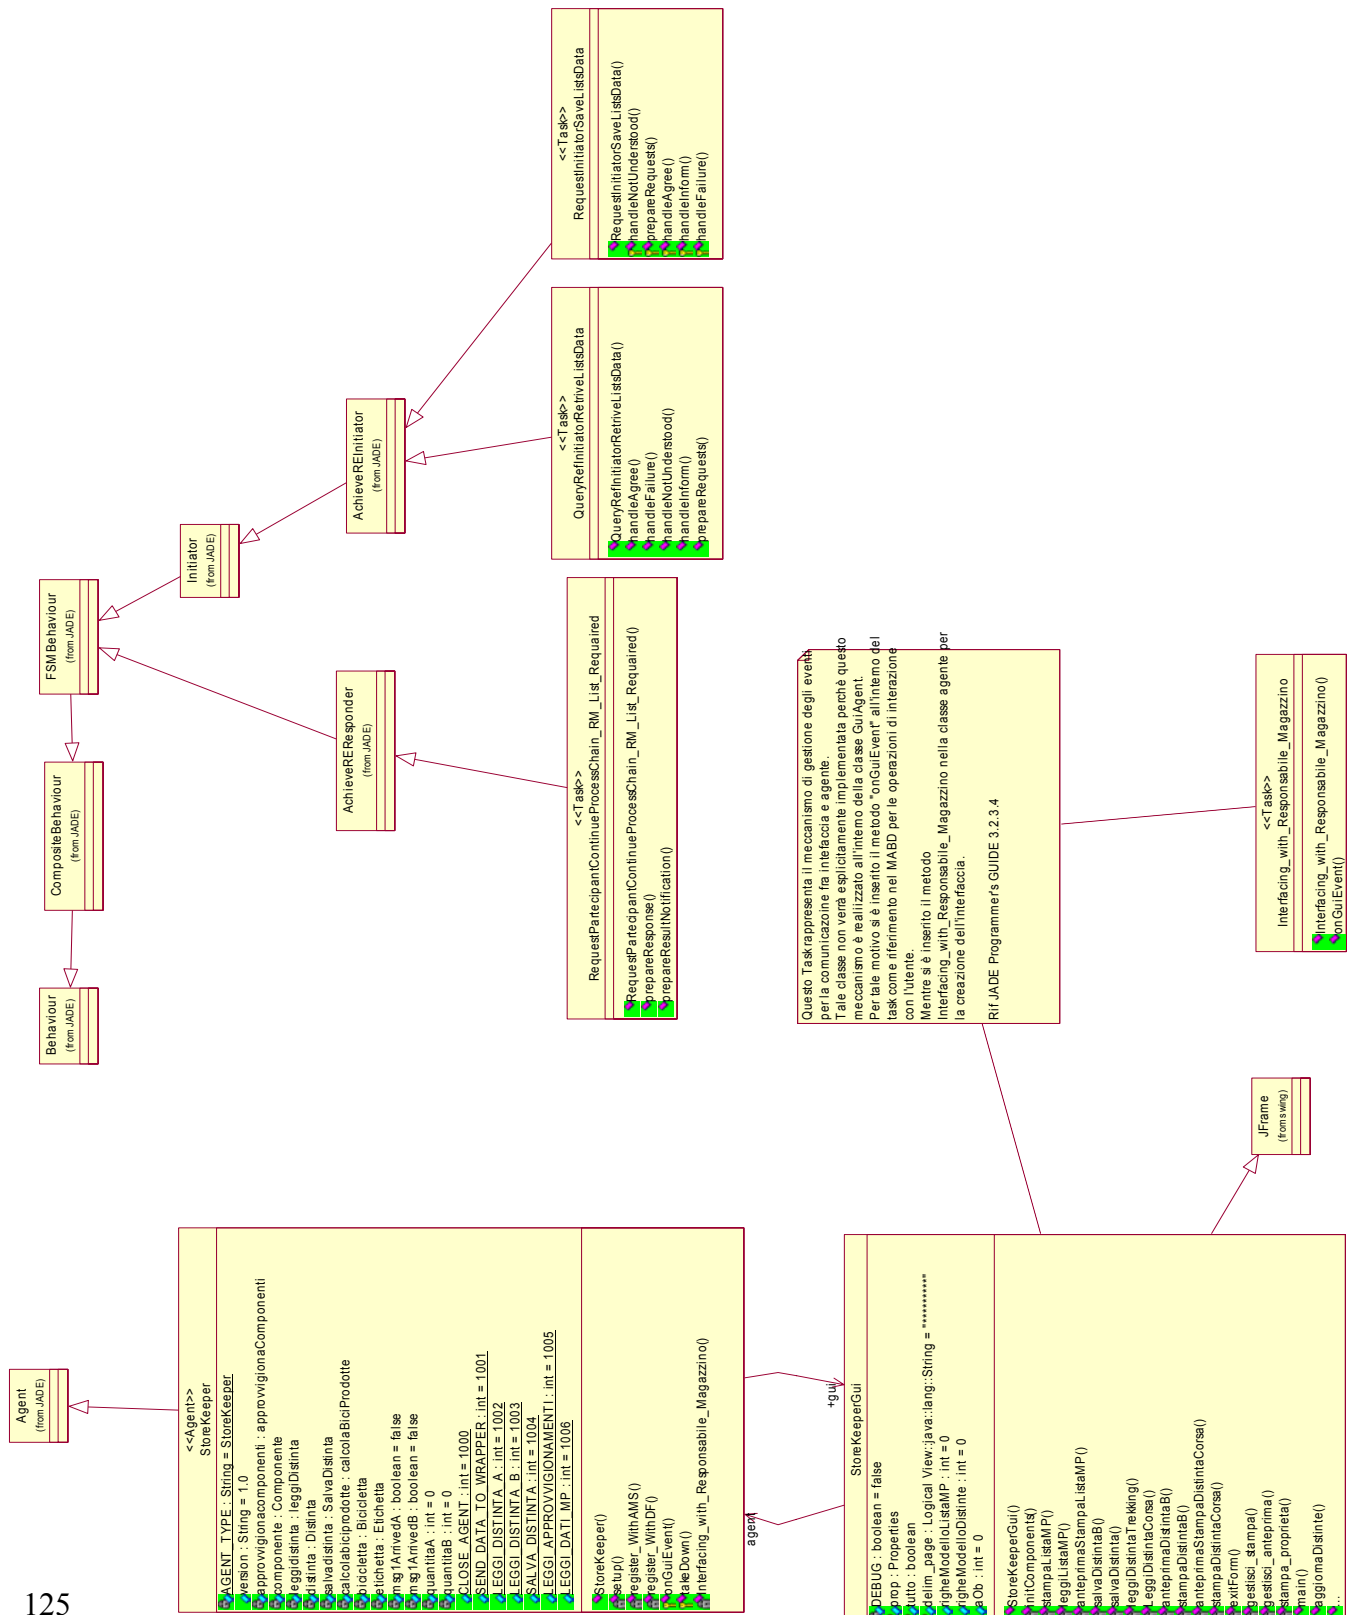 125
Agent
(from JADE)
<<Agent>>
StoreKeeper
AGENT_TYPE : String = StoreKeeper
version : String = 1.0
approvvigionacomponenti : approvvigionaComponenti
componente : Componente
leggidistinta : leggiDistinta
distinta : Distinta
salvadistinta : SalvaDistinta
calcolabiciprodotte : calcolaBiciProdotte
bicicletta : Bicicletta
etichetta : Etichetta
msg1ArrivedA : boolean = false
msg1ArrivedB : boolean = false
quantitaA : int = 0
quantitaB : int = 0
CLOSE_AGENT : int = 1000
SEND_DATA_TO_WRAPPER : int = 1001
LEGGI_DISTINTA_A : int = 1002
LEGGI_DISTINTA_B : int = 1003
SALVA_DISTINTA : int = 1004
LEGGI_APPROVVIGIONAMENTI : int = 1005
LEGGI_DATI_MP : int = 1006
StoreKeeper()
setup()
register_WithAMS()
register_WithDF()
onGuiEvent()
takeDown()
Interfacing_with_Responsabile_Magazzino()
+gui
agent
StoreKeeperGui
DEBUG : boolean = false
prop : Properties
tutto : boolean
delim_page : Logical View::java::lang::String = "*********"
righeModelloListaMP : int = 0
righeModelloDistinte : int = 0
aOb : int = 0
StoreKeeperGui()
initComponents()
stampaListaMP()
leggiListaMP()
anteprimaStampaListaMP()
salvaDistintaB()
salvaDistinta()
leggiDistintaTrekking()
LeggiDistintaCorsa()
anteprimaDistintaB()
stampaDistintaB()
anteprimaStampaDistintaCorsa()
stampaDistintaCorsa()
exitForm()
gestisci_stampa()
gestisci_anteprima()
stampa_proprieta()
main()
aggiornaDistinte()
...
JFrame
(from swing)
Behaviour
(from JADE)
CompositeBehaviour
(from JADE)
FSMBehaviour
(from JADE)
Initiator
(from JADE)
AchieveREResponder
(from JADE)
AchieveREInitiator
(from JADE)
<<Task>>
RequestPartecipantContinueProcessChain_RM_List_Requaired
RequestPartecipantContinueProcessChain_RM_List_Requaired()
prepareResponse()
prepareResultNotification()
<<Task>>
QueryRefInitiatorRetriveListsData
QueryRefInitiatorRetriveListsData()
handleAgree()
handleFailure()
handleNotUnderstood()
handleInform()
prepareRequests()
<<Task>>
RequestInitiatorSaveListsData
RequestInitiatorSaveListsData()
handleNotUnderstood()
prepareRequests()
handleAgree()
handleInform()
handleFailure()
Questo Task rappresenta il meccanismo di gestione degli eventi
per la comunicazoine fra intefaccia e agente.
Tale classe non verrà esplicitamente implementata perchè questo
meccanismo è realiizzato all'interno della classe GuiAgent.
Per tale motivo si è inserito il metodo "onGuiEvent" all'interno del
task come riferimento nel MABD per le operazioni di interazione
con l'utente.
Mentre si è inserito il metodo
Interfacing_with_Responsabile_Magazzino nella classe agente per
la creazione dell'interfaccia.
Rif JADE Programmer's GUIDE 3.2.3.4
<<Task>>
Interfacing_with_Responsabile_Magazzino
Interfacing_with_Responsabile_Magazzino()
onGuiEvent()